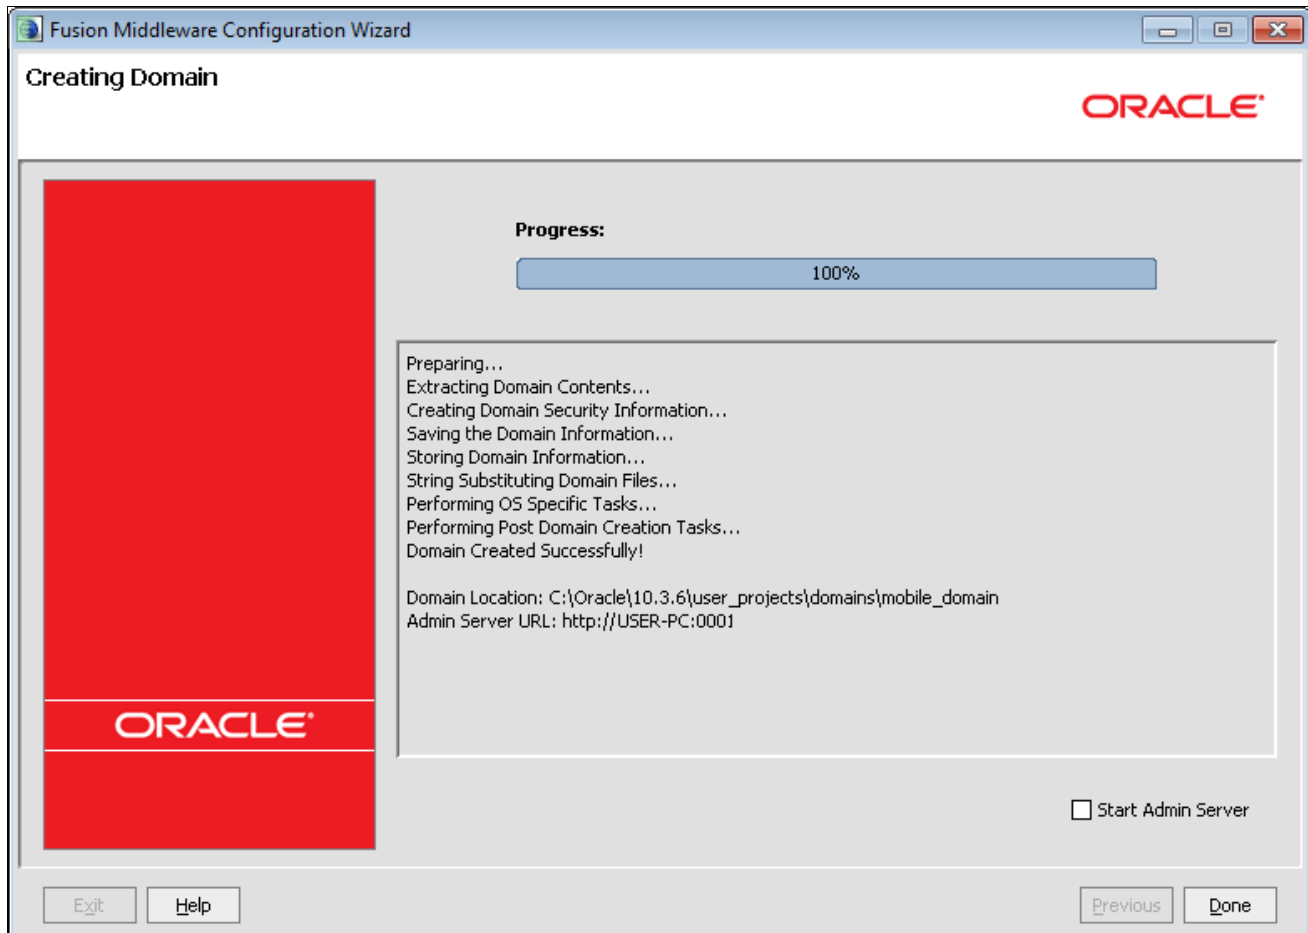 Fusion Middleware Configuration Wizard
Creating Domain
ORACLE
Progress:
100%
Preparing...
Extracting Domain Contents...
Creating Domain Security Information...
Saving the Domain Information...
Storing Domain Information...
String Substituting Domain Files...
Performing OS Specific Tasks...
Performing Post Domain Creation Tasks...
Domain Created Successfully!
Domain Location: C:\Oracle\10.3.6\user_projects\domains\mobile_domain
Admin Server URL: http://USER-PC:0001
ORACLE
Start Admin Server
Exit Help Previous Done